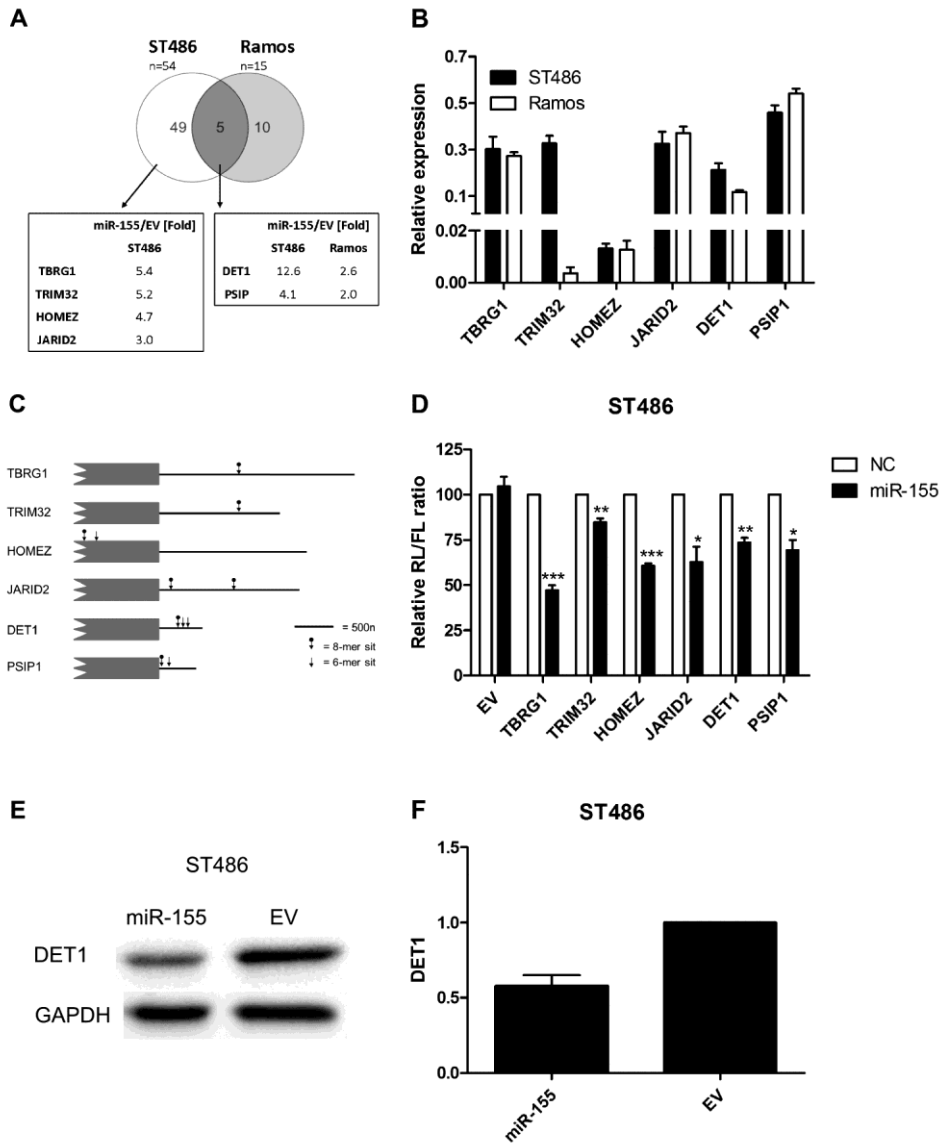 A
ST486 Ramos
n=54 n=15
49 5 10
miR-155/EV [Fold]
ST486
TBRG1 5.4
TRIM32 5.2
HOMEZ 4.7
JARID2 3.0
miR-155/EV [Fold]
ST486 Ramos
DET1 12.6 2.6
PSIP 4.1 2.0
B
Relative expression
0.7
0.5
0.3
0.1
0.02
0.00
ST486
Ramos
TBRG1
TRIM32
HOMEZ
JARID2
DET1
PSIP1
C
TBRG1
TRIM32
HOMEZ
JARID2
DET1
PSIP1
= 500n
= 8-mer sit
= 6-mer sit
D
ST486
Relative RL/FL ratio
125
100
75
50
25
0
NC
miR-155
***
**
***
*
**
*
EV
TBRG1
TRIM32
HOMEZ
JARID2
DET1
PSIP1
E
ST486
miR-155 EV
DET1
GAPDH
F
ST486
DET1
1.5
1.0
0.5
0.0
miR-155
EV